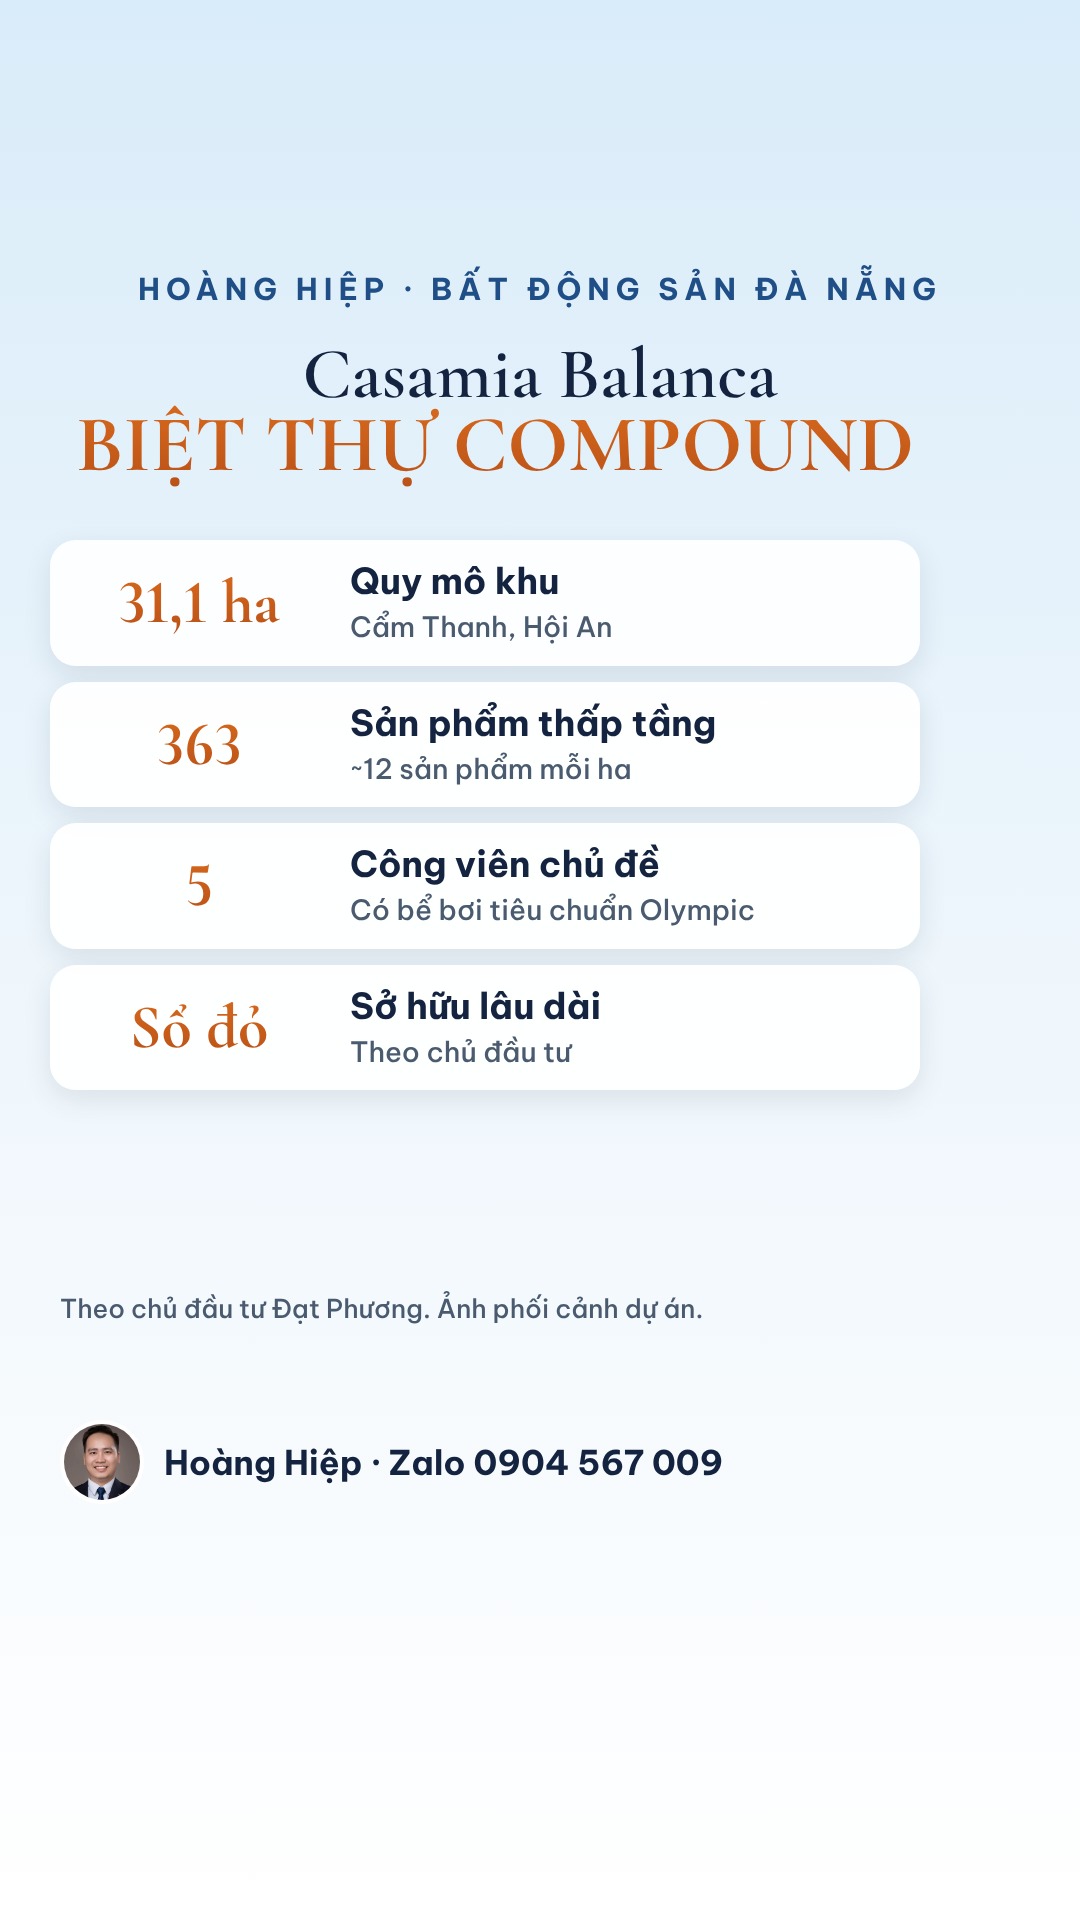 HOÀNG HIỆP · BẤT ĐỘNG SẢN ĐÀ NẴNG
Casamia Balanca
BIỆT THỰ COMPOUND
31,1 ha
Quy mô khu
Cẩm Thanh, Hội An
363
Sản phẩm thấp tầng
~12 sản phẩm mỗi ha
5
Công viên chủ đề
Có bể bơi tiêu chuẩn Olympic
Sổ đỏ
Sở hữu lâu dài
Theo chủ đầu tư
Theo chủ đầu tư Đạt Phương. Ảnh phối cảnh dự án.
Hoàng Hiệp · Zalo 0904 567 009